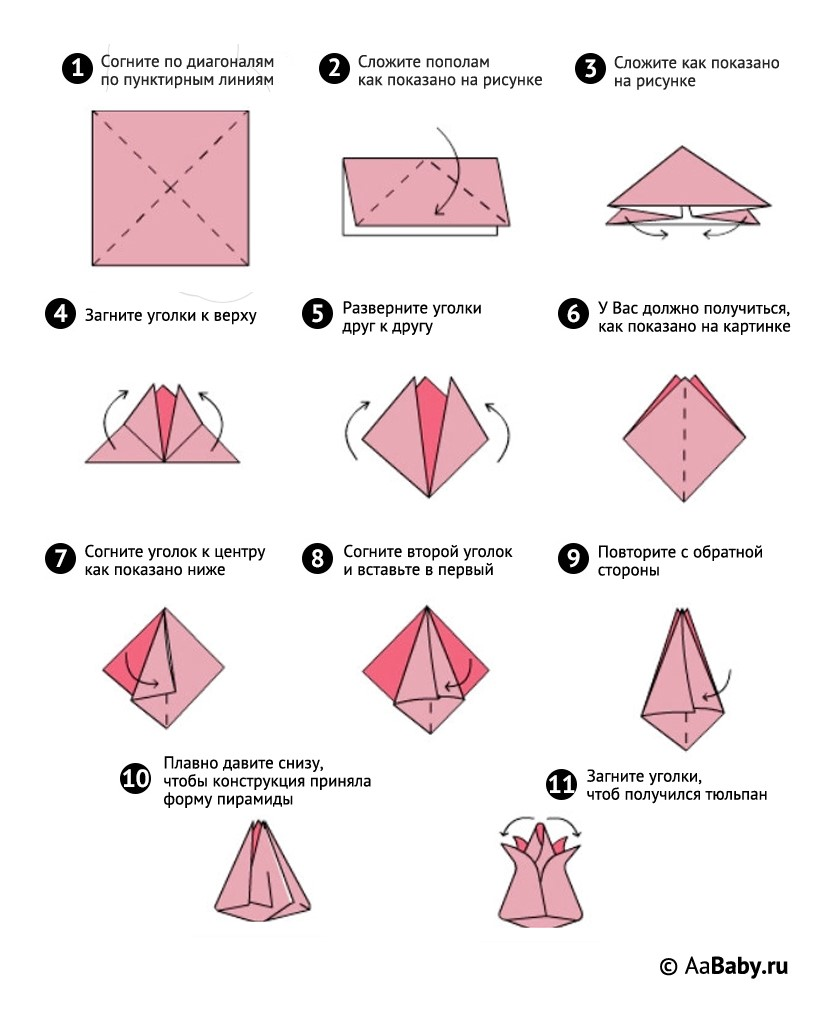 1 Согните по диагоналям
по пунктирным линиям
2 Сложите пополам
как показано на рисунке
3 Сложите как показано
на рисунке
4 Загните уголки к верху
5 Разверните уголки
друг к другу
6 У Вас должно получиться,
как показано на картинке
7 Согните уголок к центру
как показано ниже
8 Согните второй уголок
и вставьте в первый
9 Повторите с обратной
стороны
10 Плавно давите снизу,
чтобы конструкция приняла
форму пирамиды
11 Загните уголки,
чтоб получился тюльпан
© AaBaby.ru